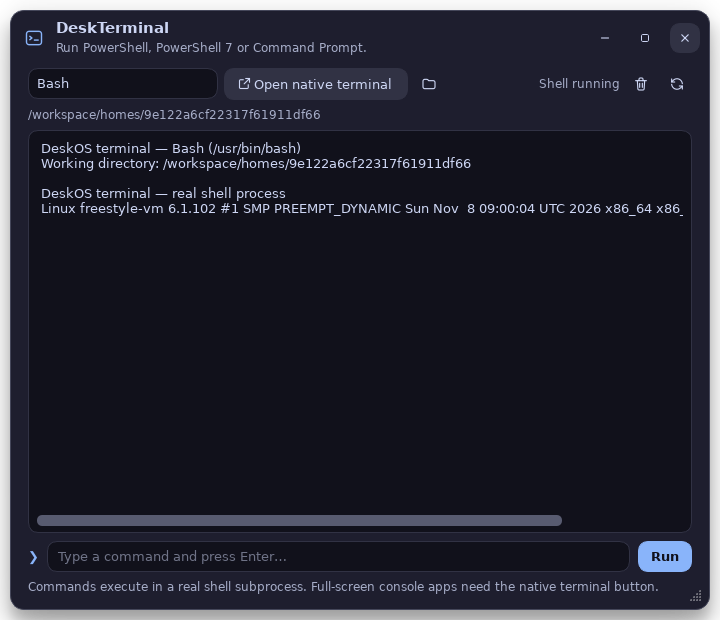 DeskTerminal
Run PowerShell, PowerShell 7 or Command Prompt.
Bash
Open native terminal
Shell running
/workspace/homes/9e122a6cf22317f61911df66
DeskOS terminal — Bash (/usr/bin/bash)
Working directory: /workspace/homes/9e122a6cf22317f61911df66
DeskOS terminal — real shell process
Linux freestyle-vm 6.1.102 #1 SMP PREEMPT_DYNAMIC Sun Nov  8 09:00:04 UTC 2026 x86_64 x86_
❯ Type a command and press Enter...
Run
Commands execute in a real shell subprocess. Full-screen console apps need the native terminal button.